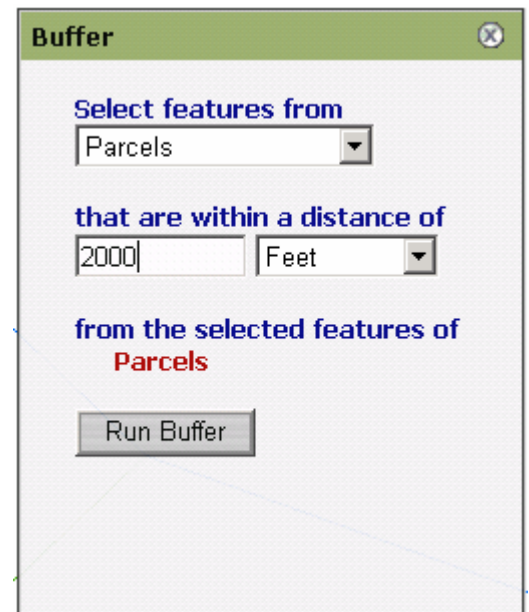 Buffer
Select features from
Parcels
that are within a distance of
2000 Feet
from the selected features of
Parcels
Run Buffer